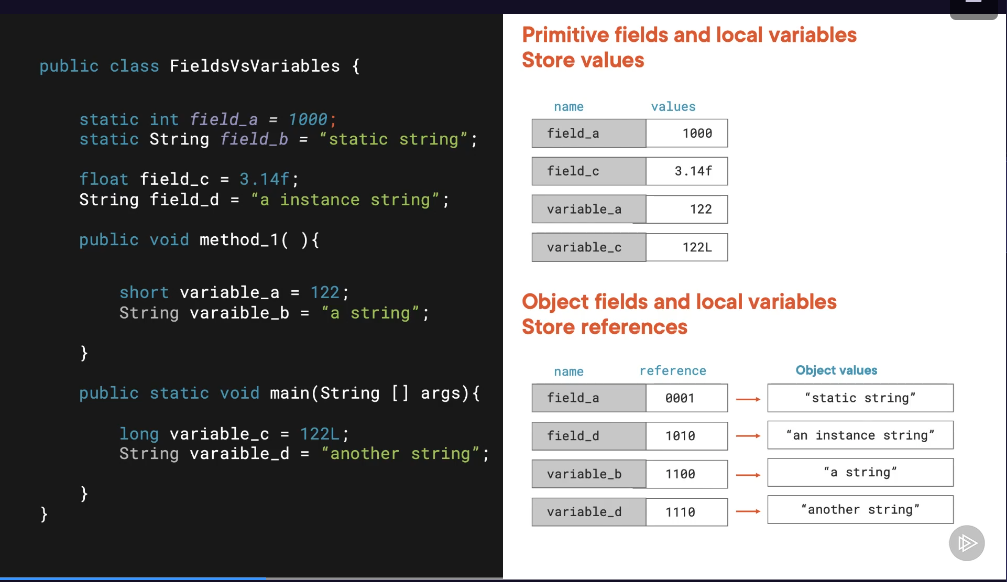 public class FieldsVsVariables {
static int field_a = 1000;
static String field_b = “static string”;
float field_c = 3.14f;
String field_d = “a instance string”;
public void method_1( ){
short variable_a = 122;
String varaible_b = “a string”;
}
public static void main(String [] args){
long variable_c = 122L;
String varaible_d = “another string”;
}
}
Primitive fields and local variables
Store values
name values
field_a 1000
field_c 3.14f
variable_a 122
variable_c 122L
Object fields and local variables
Store references
name reference Object values
field_a 0001 “static string”
field_d 1010 “an instance string”
variable_b 1100 “a string”
variable_d 1110 “another string”